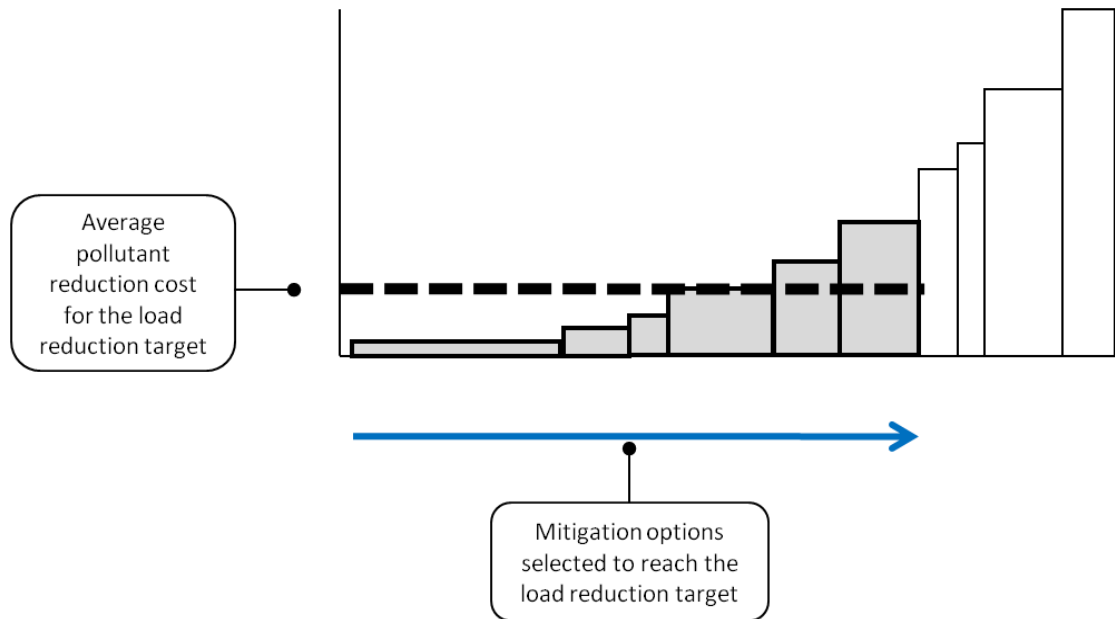 Average
pollutant
reduction cost
for the load
reduction target
Mitigation options
selected to reach the
load reduction target